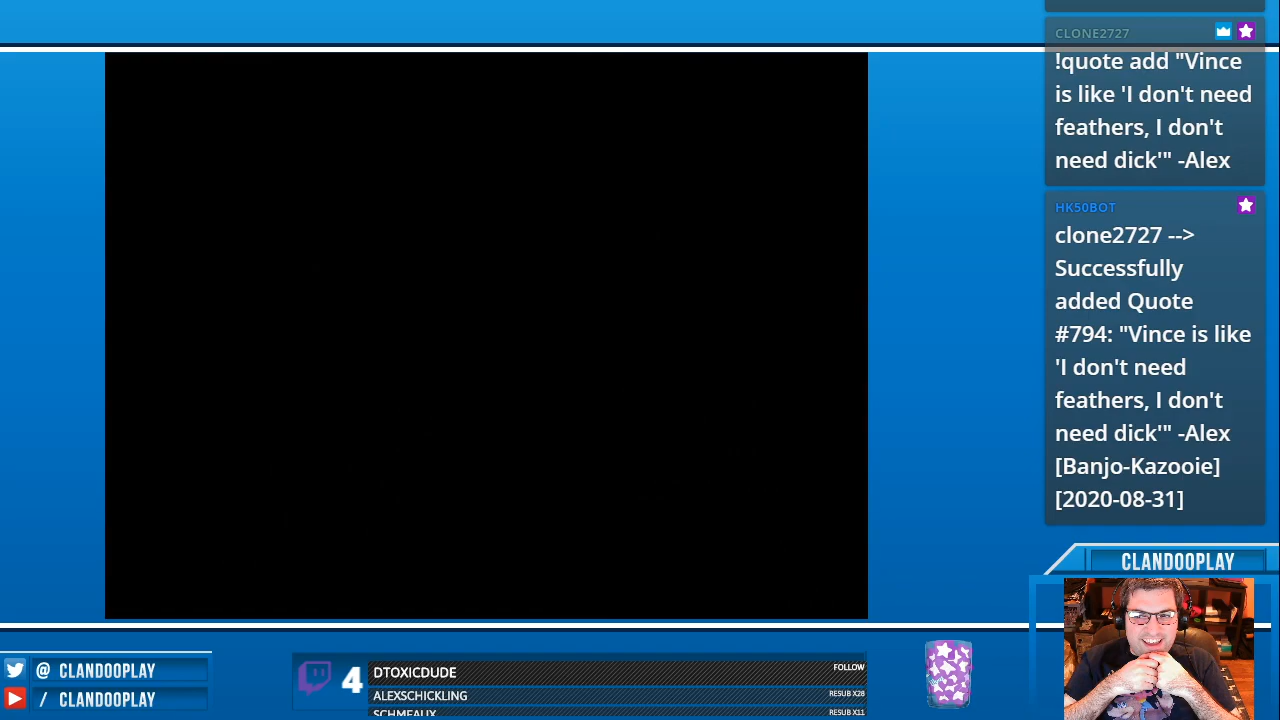 CLONE2727
!quote add "Vince
is like 'I don't need
feathers, I don't
need dick'" -Alex
HK50BOT
clone2727 -->
Successfully
added Quote
#794: "Vince is like
'I don't need
feathers, I don't
need dick'" -Alex
[Banjo-Kazooie]
[2020-08-31]
CLANDOOPLAY
@ CLANDOOPLAY
/ CLANDOOPLAY
4
DTOXICDUDE FOLLOW
ALEXSCHICKLING RESUB X28
SCHMEAUX RESUB X11